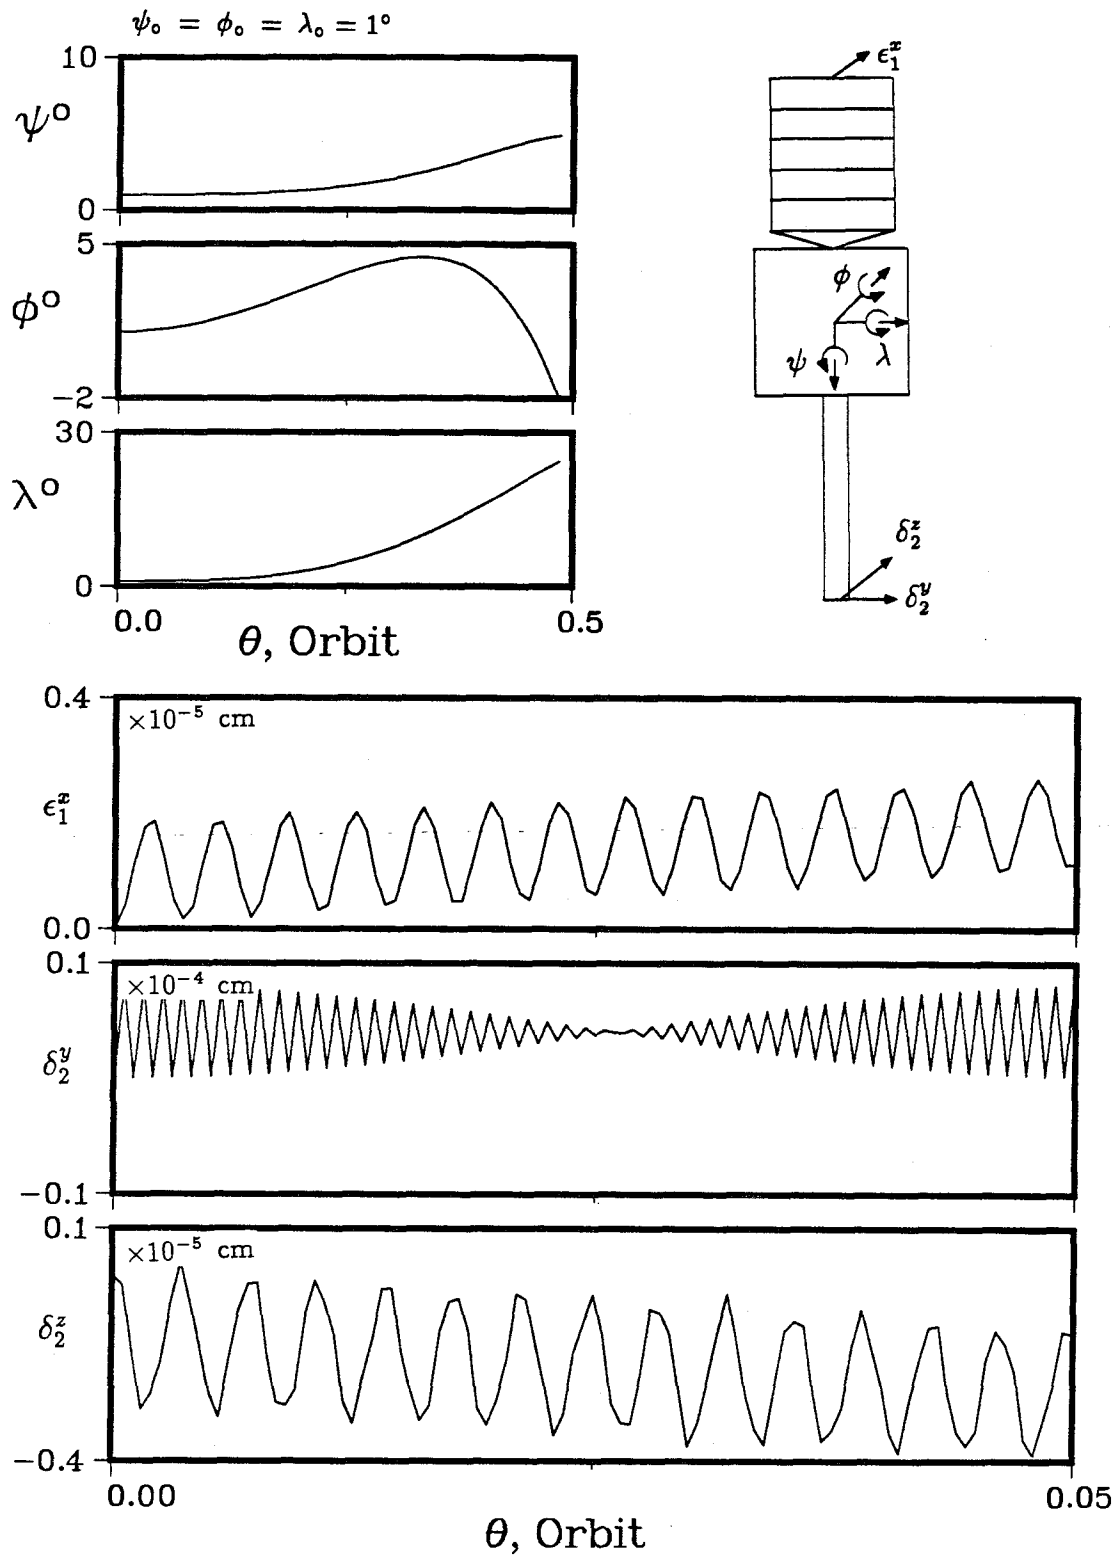 ψ₀ = φ₀ = λ₀ = 1°
10
ψ°
0
5
φ°
−2
30
λ°
0
0.0
0.5
θ, Orbit
ϵ₁ˣ
φ
λ
ψ
δ₂ᶻ
δ₂ʸ
0.4
×10⁻⁵ cm
ϵ₁ˣ
0.0
0.1
×10⁻⁴ cm
δ₂ʸ
−0.1
0.1
×10⁻⁵ cm
δ₂ᶻ
−0.4
0.00
0.05
θ, Orbit